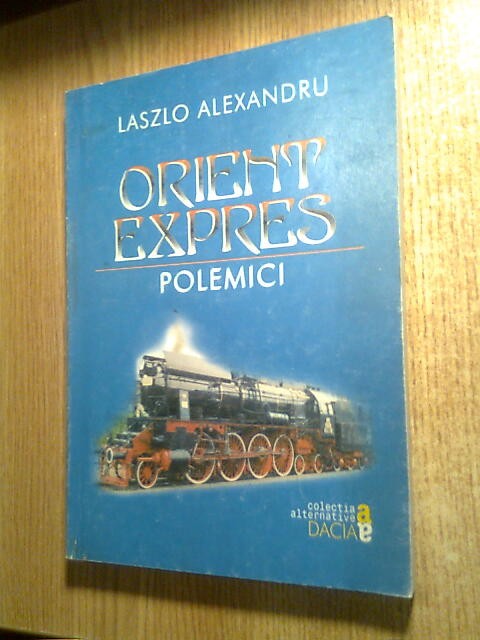 LASZLO ALEXANDRU
ORIENT
EXPRES
POLEMICI
colectia
alternative
DACIA